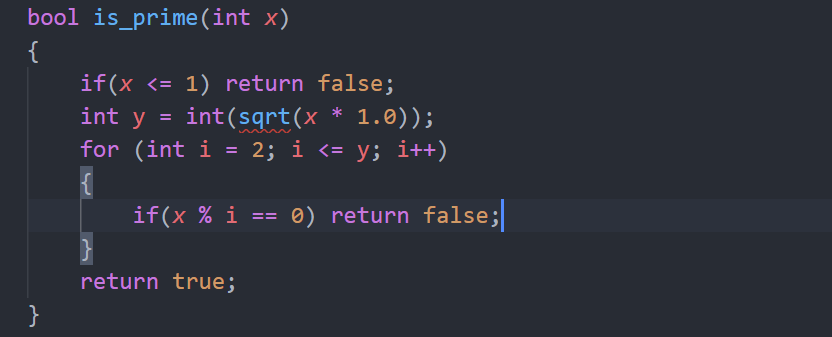 bool is_prime(int x)
{
    if(x <= 1) return false;
    int y = int(sqrt(x * 1.0));
    for (int i = 2; i <= y; i++)
    {
        if(x % i == 0) return false;
    }
    return true;
}